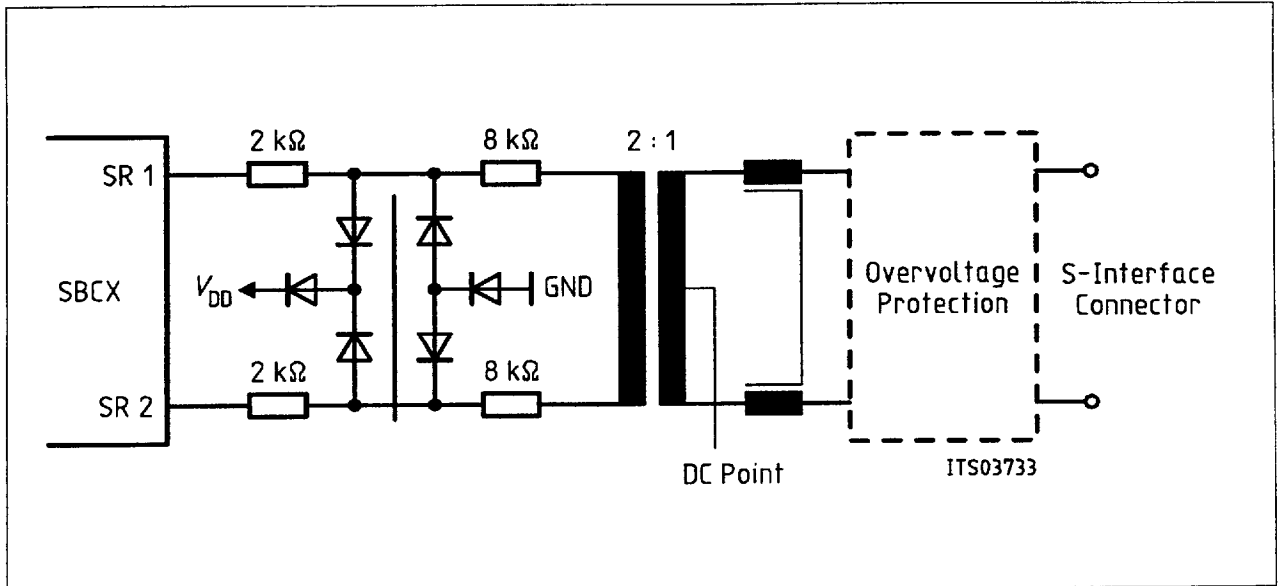 2 kΩ
8 kΩ
2 : 1
SR 1
SBCX
V_DD
GND
Overvoltage
Protection
S-Interface
Connector
2 kΩ
8 kΩ
SR 2
DC Point
ITS03733